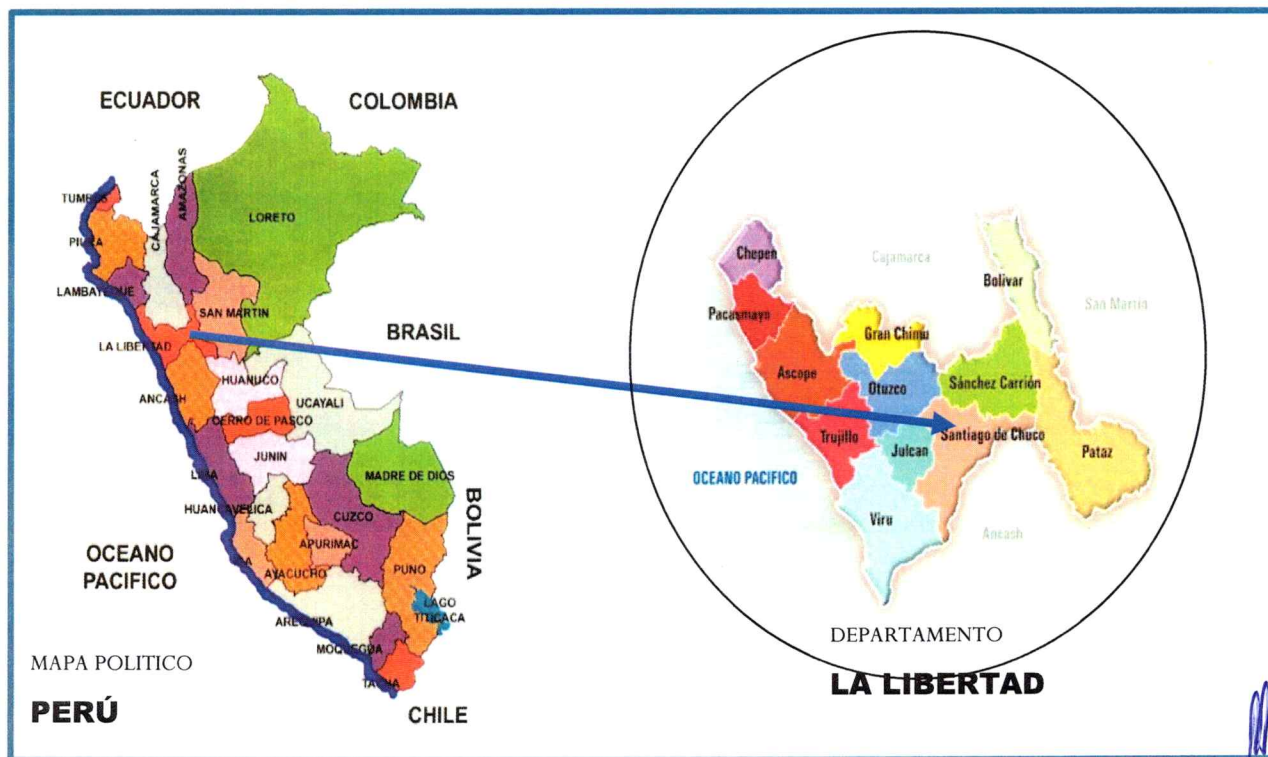 ECUADOR
COLOMBIA
TUMBES
PIURA
CAJAMARCA
AMAZONAS
LORETO
LAMBAYEQUE
SAN MARTIN
BRASIL
LA LIBERTAD
HUANUCO
ANCASH
UCAYALI
CERRO DE PASCO
JUNIN
LIMA
MADRE DE DIOS
HUANCAVELICA
CUZCO
BOLIVIA
OCEANO
PACIFICO
APURIMAC
AYACUCHO
PUNO
LAGO
TITICACA
AREQUIPA
MOQUEGUA
TACNA
MAPA POLITICO
PERÚ
CHILE
Chepen
Cajamarca
Bolivar
San Martín
Pacasmayo
Gran Chimu
Ascope
Otuzco
Sánchez Carrión
Trujillo
Julcan
Santiago de Chuco
Pataz
OCEANO PACIFICO
Viru
Ancash
DEPARTAMENTO
LA LIBERTAD